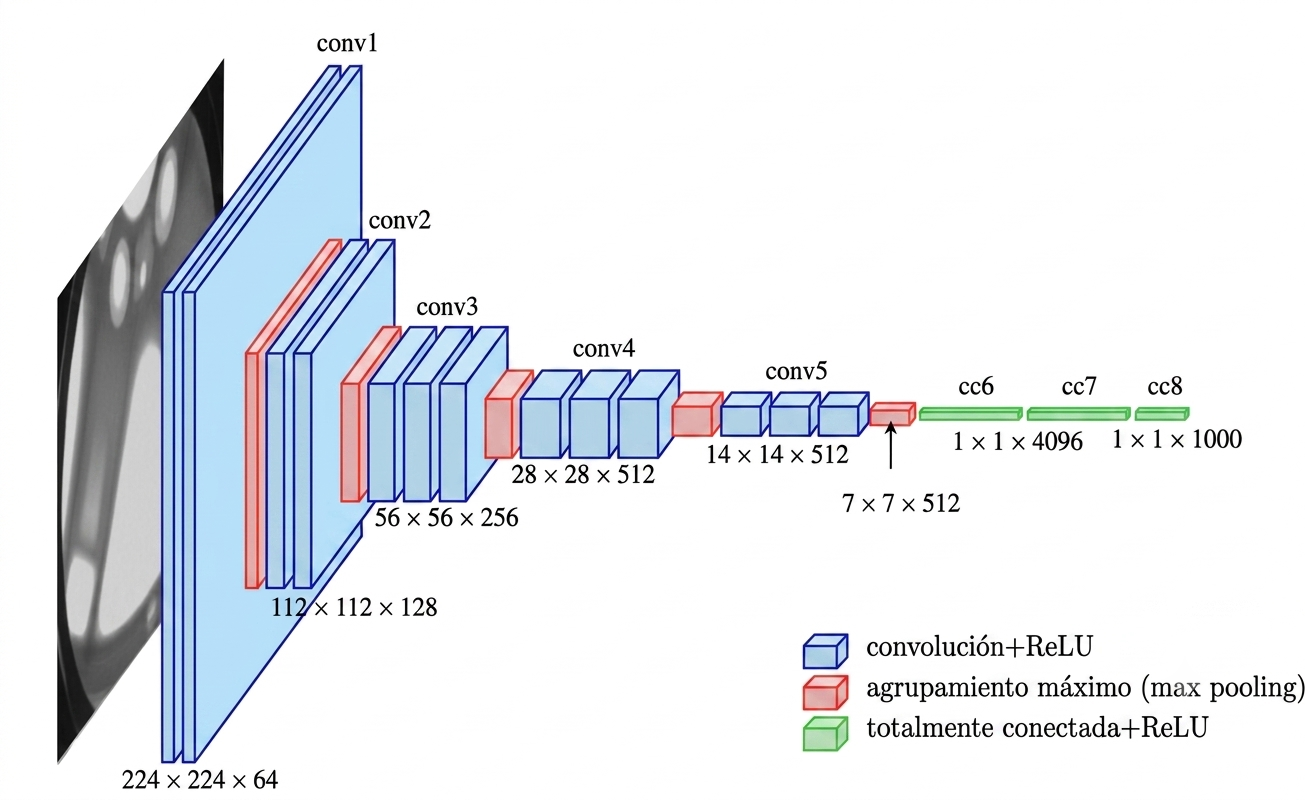 conv1
conv2
conv3
conv4
conv5
cc6
cc7
cc8
1 × 1 × 4096
1 × 1 × 1000
14 × 14 × 512
28 × 28 × 512
7 × 7 × 512
56 × 56 × 256
112 × 112 × 128
224 × 224 × 64
convolución+ReLU
agrupamiento máximo (max pooling)
totalmente conectada+ReLU